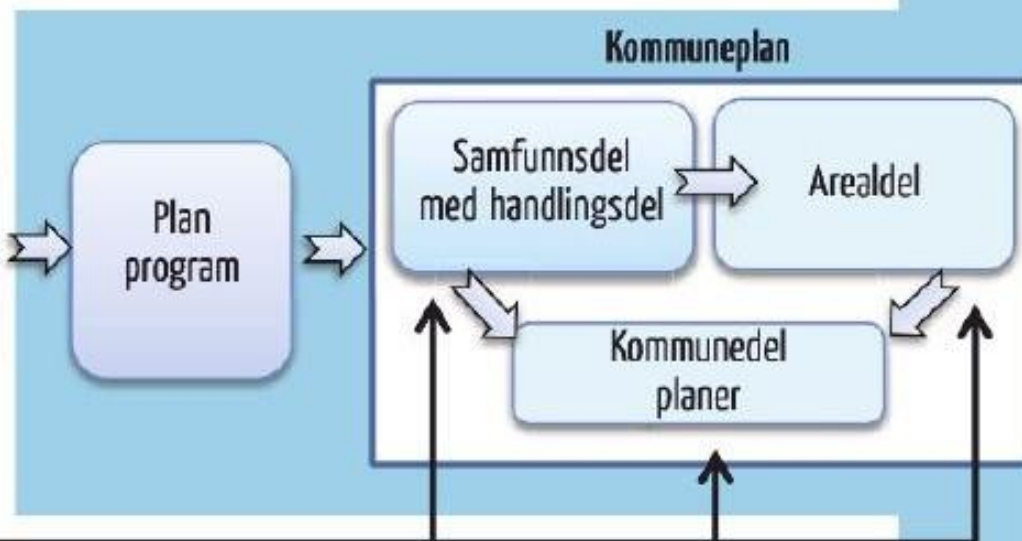 Kommuneplan
Plan
program
Samfunnsdel
med handlingsdel
Arealdel
Kommunedel
planer